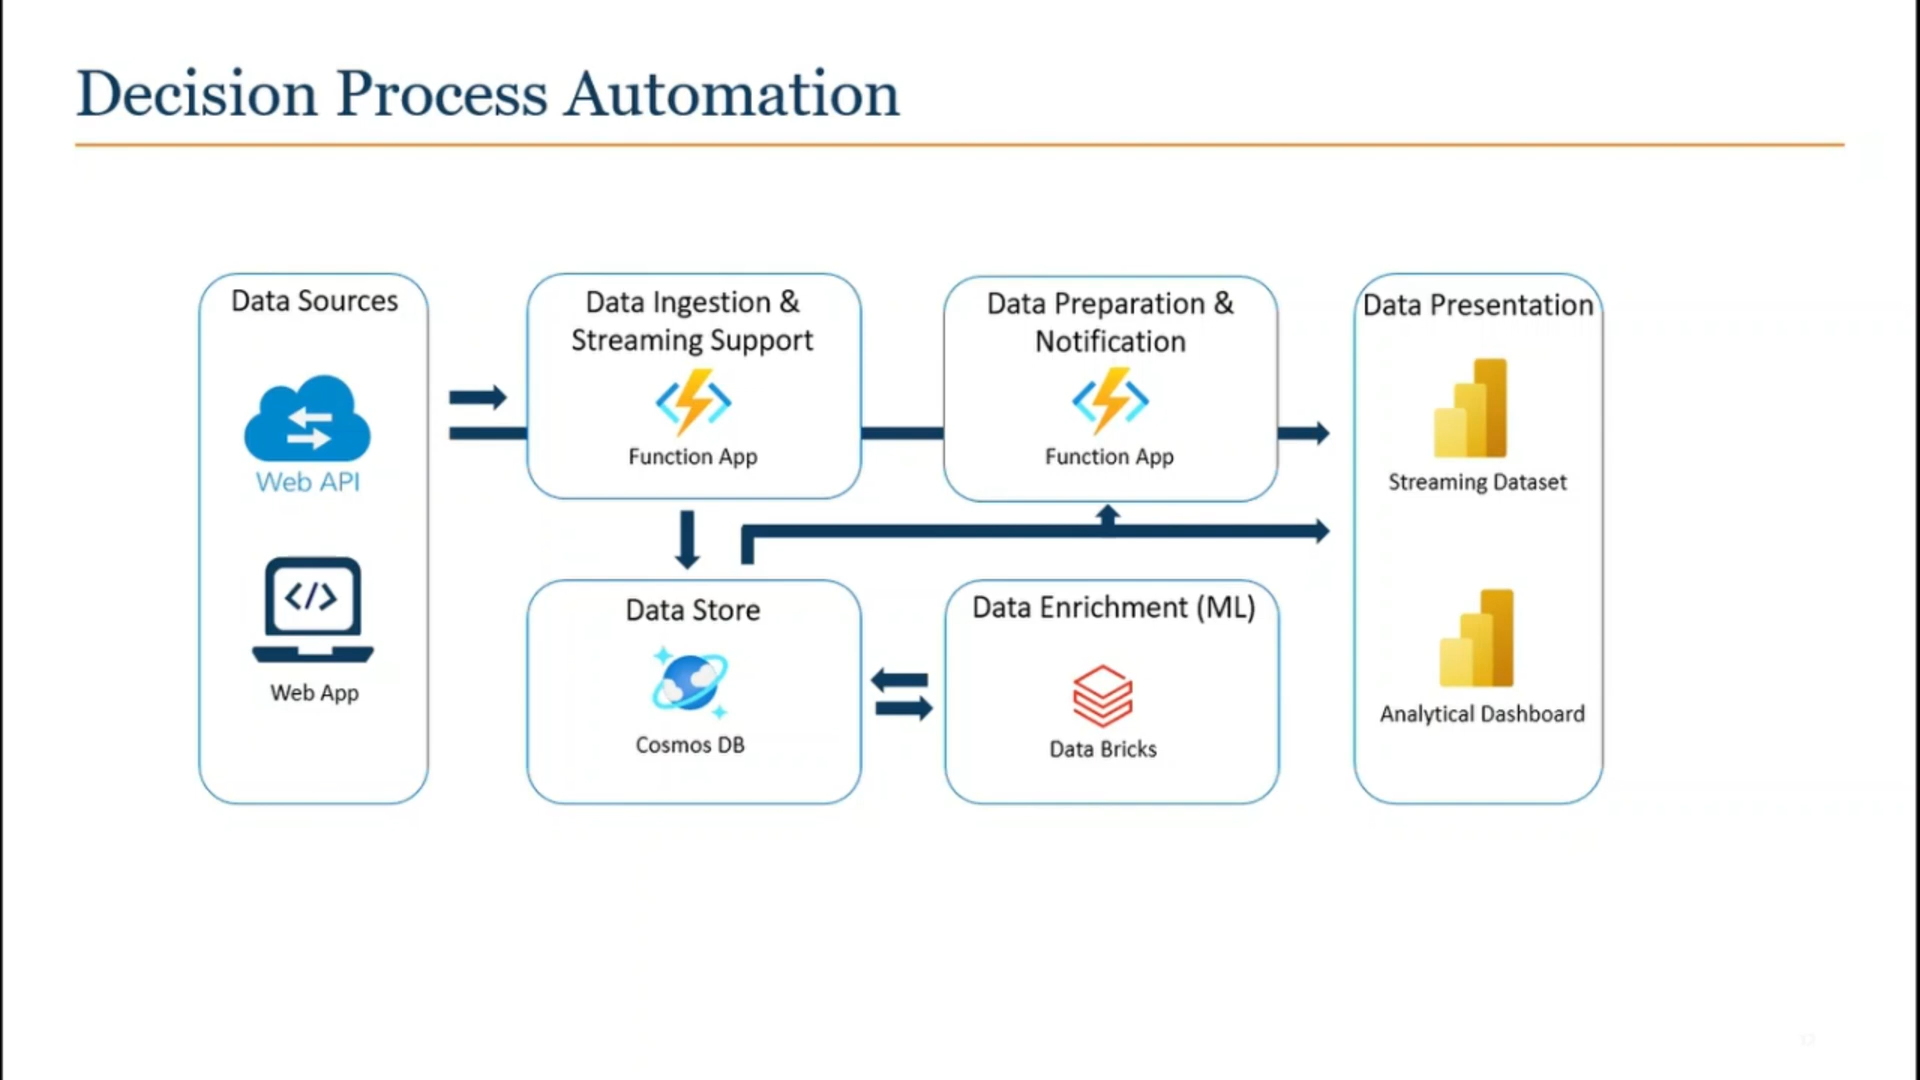 Decision Process Automation
Data Sources
Web API
Web App
Data Ingestion &
Streaming Support
Function App
Data Preparation &
Notification
Function App
Data Store
Cosmos DB
Data Enrichment (ML)
Data Bricks
Data Presentation
Streaming Dataset
Analytical Dashboard